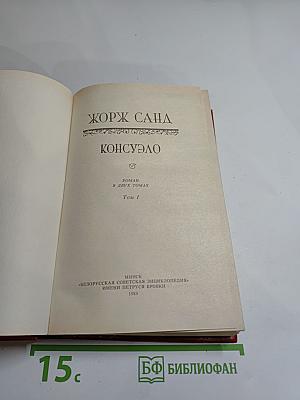 ЖОРЖ САНД
КОНСУЭЛО
РОМАН
В ДВУХ ТОМАХ
Том I
МИНСК
«БЕЛОРУССКАЯ СОВЕТСКАЯ ЭНЦИКЛОПЕДИЯ»
ИМЕНИ ПЕТРУСЯ БРОВКИ
15с
БФ БИБЛИОФАН